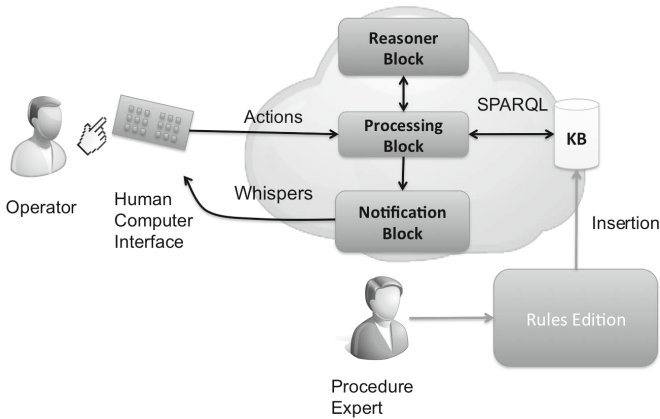 Reasoner
Block
SPARQL
Actions
Processing
Block
KB
Operator
Human
Computer
Interface
Whispers
Notification
Block
Insertion
Rules Edition
Procedure
Expert